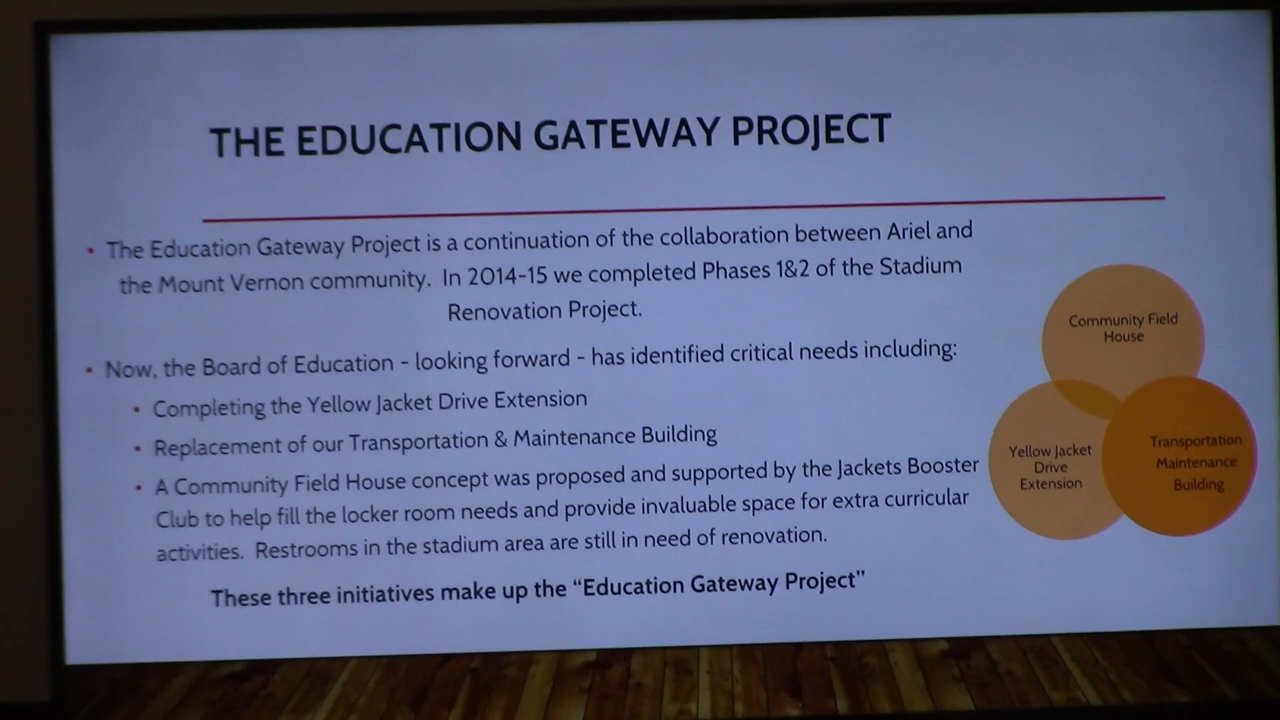 THE EDUCATION GATEWAY PROJECT
• The Education Gateway Project is a continuation of the collaboration between Ariel and
the Mount Vernon community. In 2014-15 we completed Phases 1&2 of the Stadium
Renovation Project.
• Now, the Board of Education - looking forward - has identified critical needs including:
• Completing the Yellow Jacket Drive Extension
• Replacement of our Transportation & Maintenance Building
• A Community Field House concept was proposed and supported by the Jackets Booster
Club to help fill the locker room needs and provide invaluable space for extra curricular
activities. Restrooms in the stadium area are still in need of renovation.
These three initiatives make up the “Education Gateway Project”
Community Field
House
Yellow Jacket
Drive
Extension
Transportation
Maintenance
Building